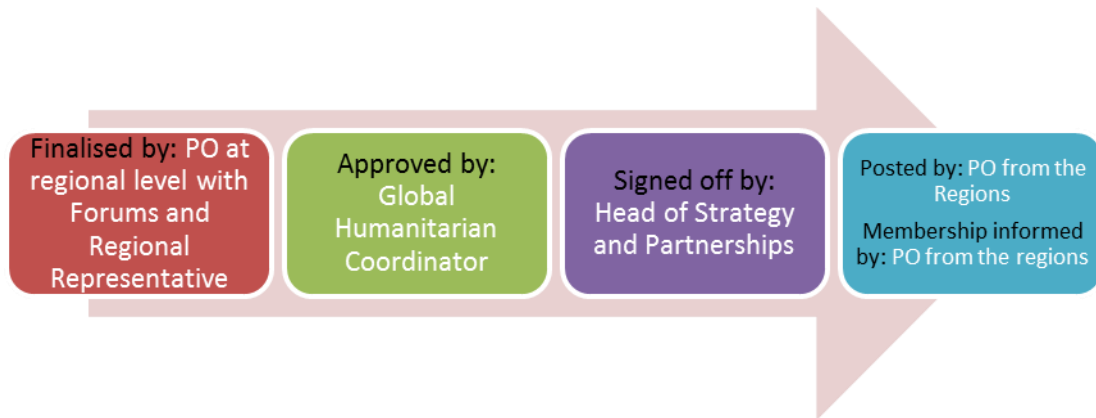 Finalised by: PO at
regional level with
Forums and
Regional
Representative
Approved by:
Global
Humanitarian
Coordinator
Signed off by:
Head of Strategy
and Partnerships
Posted by: PO from the
Regions
Membership informed
by: PO from the regions